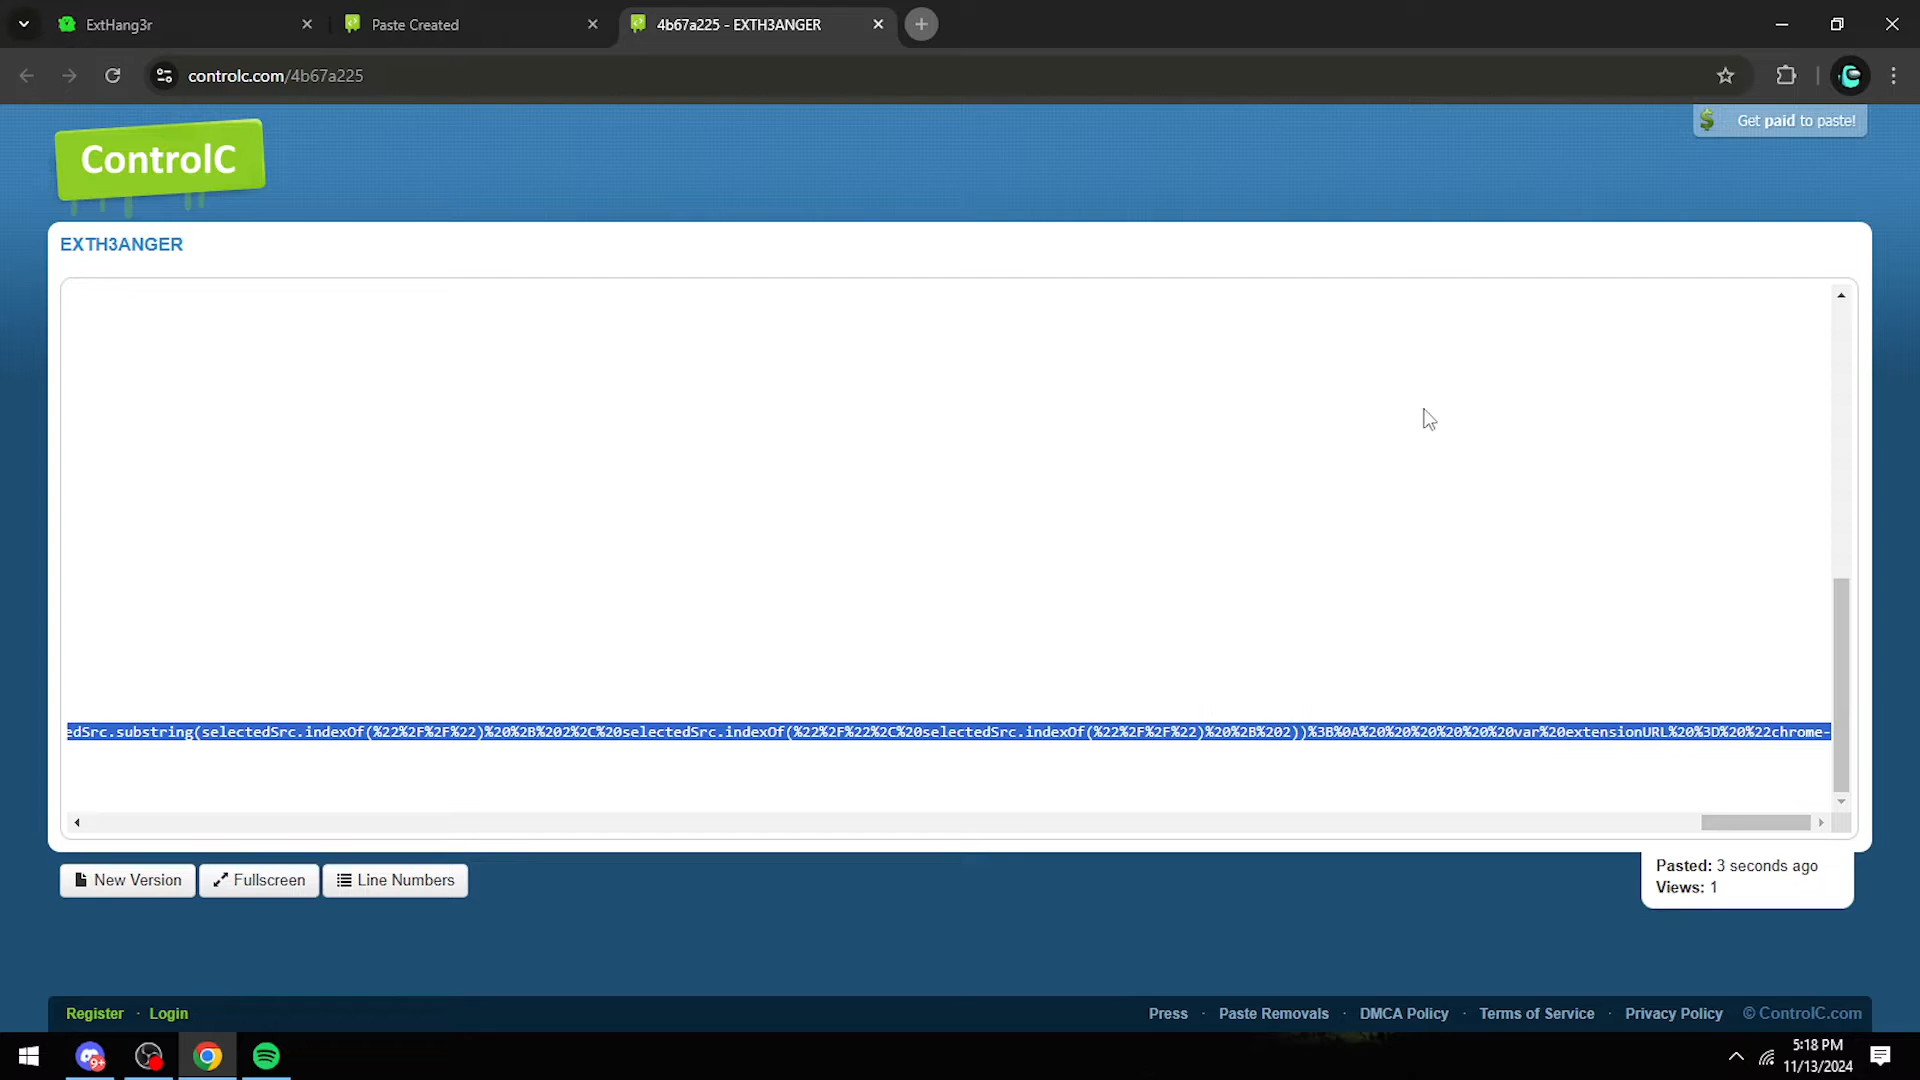 ExtHang3r
Paste Created
4b67a225 - EXTH3ANGER
controlc.com/4b67a225
Get paid to paste!
ControlC
EXTH3ANGER
edSrc.substring(selectedSrc.indexOf(%22%2F%2F%22)%20%2B%202%2C%20selectedSrc.indexOf(%22%2F%22%2C%20selectedSrc.indexOf(%22%2F%2F%22)%20%2B%202))%3B%0A%20%20%20%20%20%20var%20extensionURL%20%3D%20%22chrome-
New Version
Fullscreen
Line Numbers
Pasted: 3 seconds ago
Views: 1
Register · Login
Press · Paste Removals · DMCA Policy · Terms of Service · Privacy Policy © ControlC.com
9+
5:18 PM
11/13/2024